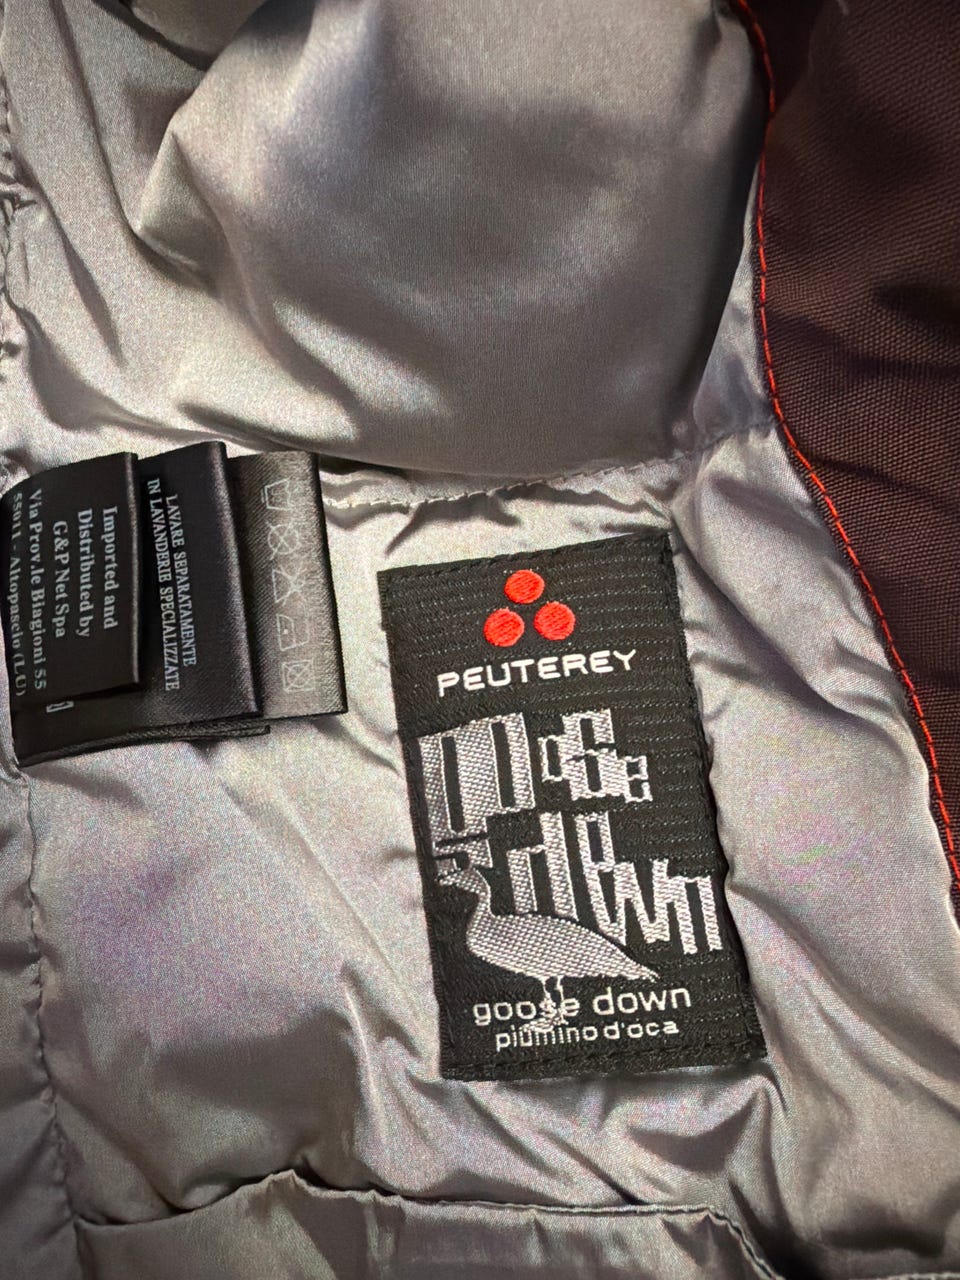 Imported and
Distributed by
G&P Net Spa
Via Prov.le Biagioni 55
55011 - Altopascio (LU)
LAVARE SEPARATAMENTE
IN LAVANDERIE SPECIALIZZATE
PEUTEREY
goose down
piumino d'oca